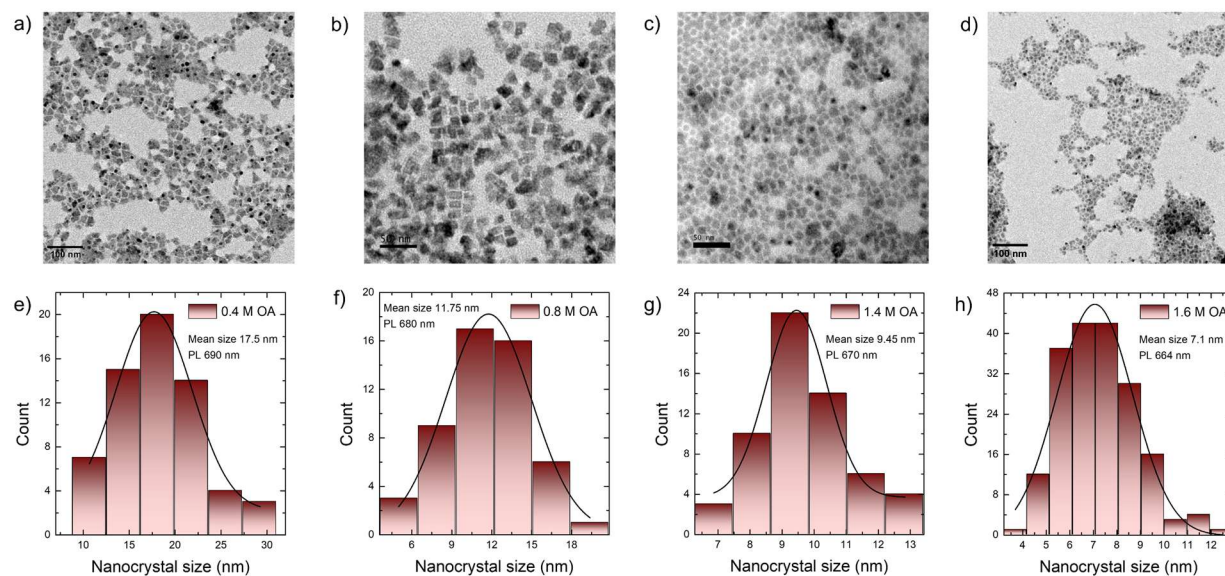 a)
b)
c)
d)
100 nm
50 nm
50 nm
100 nm
e)
0.4 M OA
Mean size 17.5 nm
PL 690 nm
Count
20
16
12
8
4
0
10
15
20
25
30
Nanocrystal size (nm)
f)
Mean size 11.75 nm
PL 680 nm
0.8 M OA
Count
20
16
12
8
4
0
6
9
12
15
18
Nanocrystal size (nm)
g)
1.4 M OA
Mean size 9.45 nm
PL 670 nm
Count
24
20
16
12
8
4
0
7
8
9
10
11
12
13
Nanocrystal size (nm)
h)
1.6 M OA
Mean size 7.1 nm
PL 664 nm
Count
48
40
32
24
16
8
0
4
5
6
7
8
9
10
11
12
Nanocrystal size (nm)